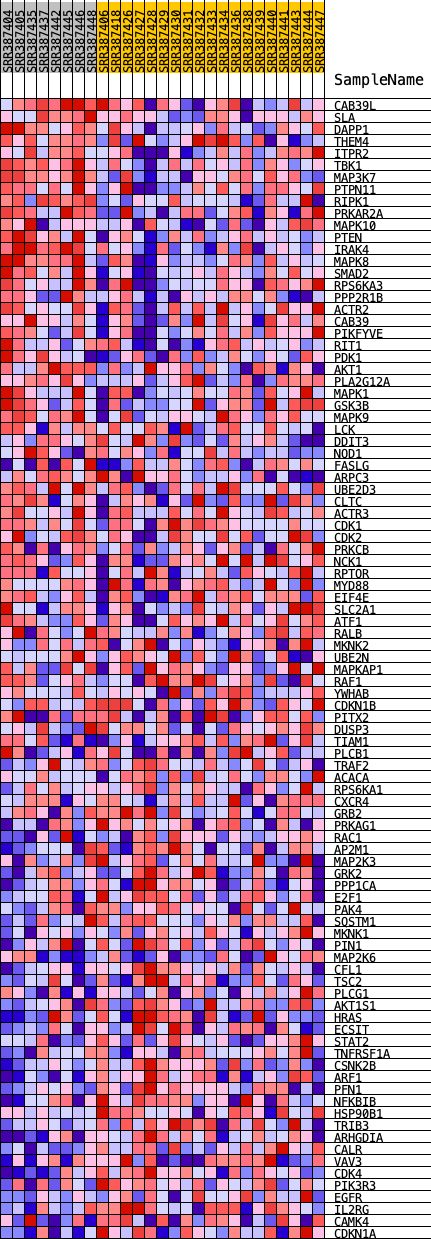 SRR387404
SRR387405
SRR387435
SRR387437
SRR387442
SRR387445
SRR387446
SRR387448
SRR387406
SRR387418
SRR387426
SRR387427
SRR387428
SRR387429
SRR387430
SRR387431
SRR387432
SRR387433
SRR387434
SRR387436
SRR387438
SRR387439
SRR387440
SRR387441
SRR387443
SRR387444
SRR387447
SampleName
CAB39L
SLA
DAPP1
THEM4
ITPR2
TBK1
MAP3K7
PTPN11
RIPK1
PRKAR2A
MAPK10
PTEN
IRAK4
MAPK8
SMAD2
RPS6KA3
PPP2R1B
ACTR2
CAB39
PIKFYVE
RIT1
PDK1
AKT1
PLA2G12A
MAPK1
GSK3B
MAPK9
LCK
DDIT3
NOD1
FASLG
ARPC3
UBE2D3
CLTC
ACTR3
CDK1
CDK2
PRKCB
NCK1
RPTOR
MYD88
EIF4E
SLC2A1
ATF1
RALB
MKNK2
UBE2N
MAPKAP1
RAF1
YWHAB
CDKN1B
PITX2
DUSP3
TIAM1
PLCB1
TRAF2
ACACA
RPS6KA1
CXCR4
GRB2
PRKAG1
RAC1
AP2M1
MAP2K3
GRK2
PPP1CA
E2F1
PAK4
SQSTM1
MKNK1
PIN1
MAP2K6
CFL1
TSC2
PLCG1
AKT1S1
HRAS
ECSIT
STAT2
TNFRSF1A
CSNK2B
ARF1
PFN1
NFKBIB
HSP90B1
TRIB3
ARHGDIA
CALR
VAV3
CDK4
PIK3R3
EGFR
IL2RG
CAMK4
CDKN1A